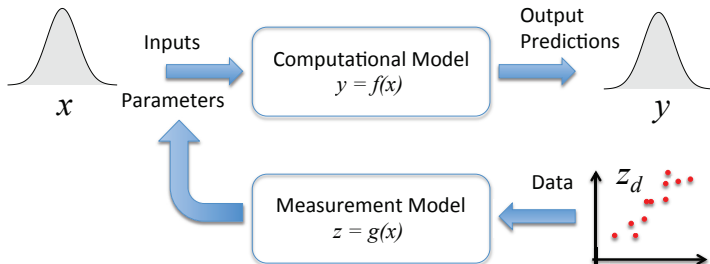 Inputs
Parameters
x
Computational Model
y = f(x)
Output
Predictions
y
Measurement Model
z = g(x)
Data
z_d